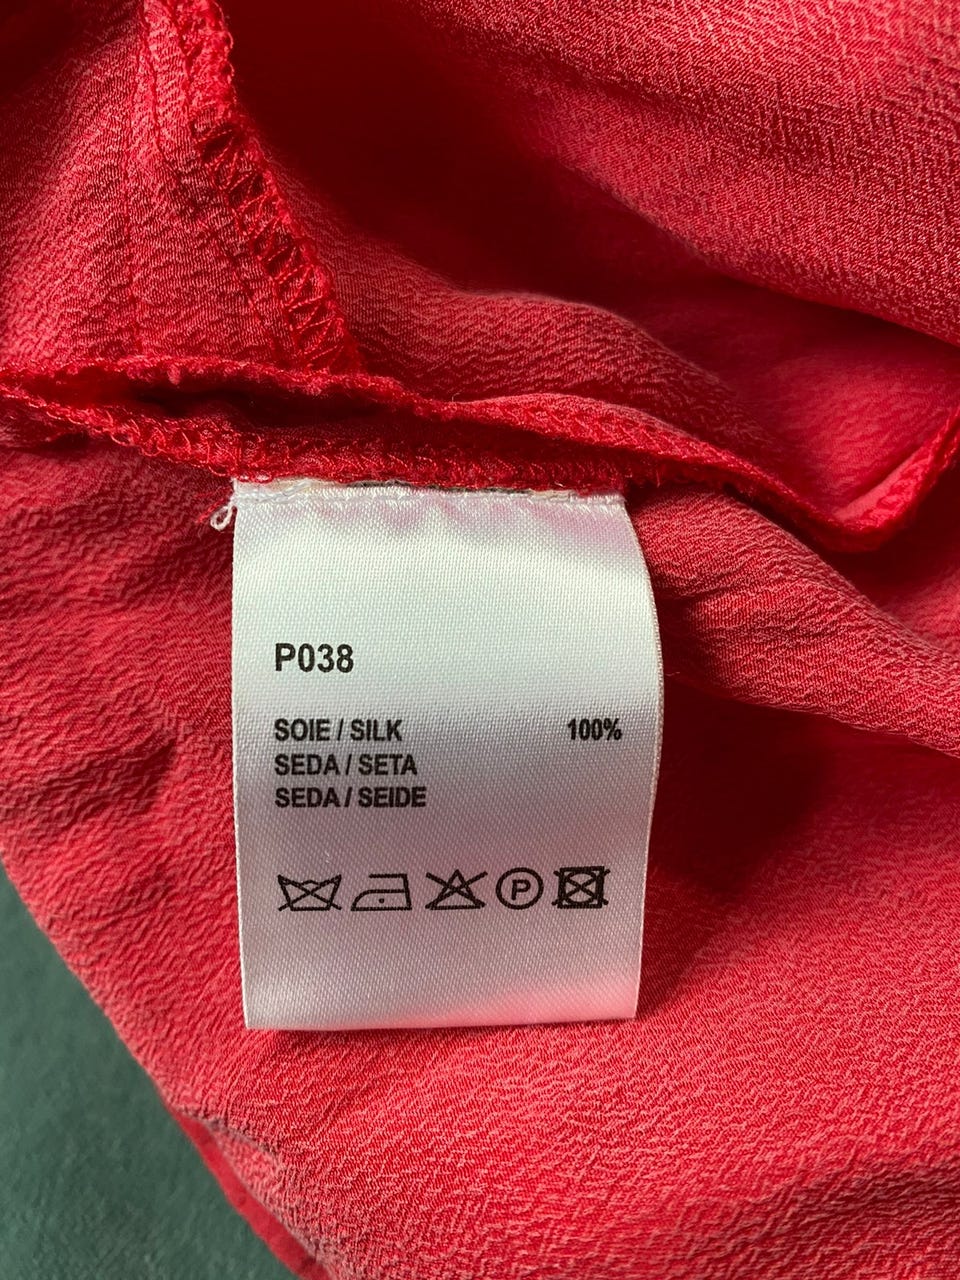 P038
SOIE / SILK 100%
SEDA / SETA
SEDA / SEIDE
P